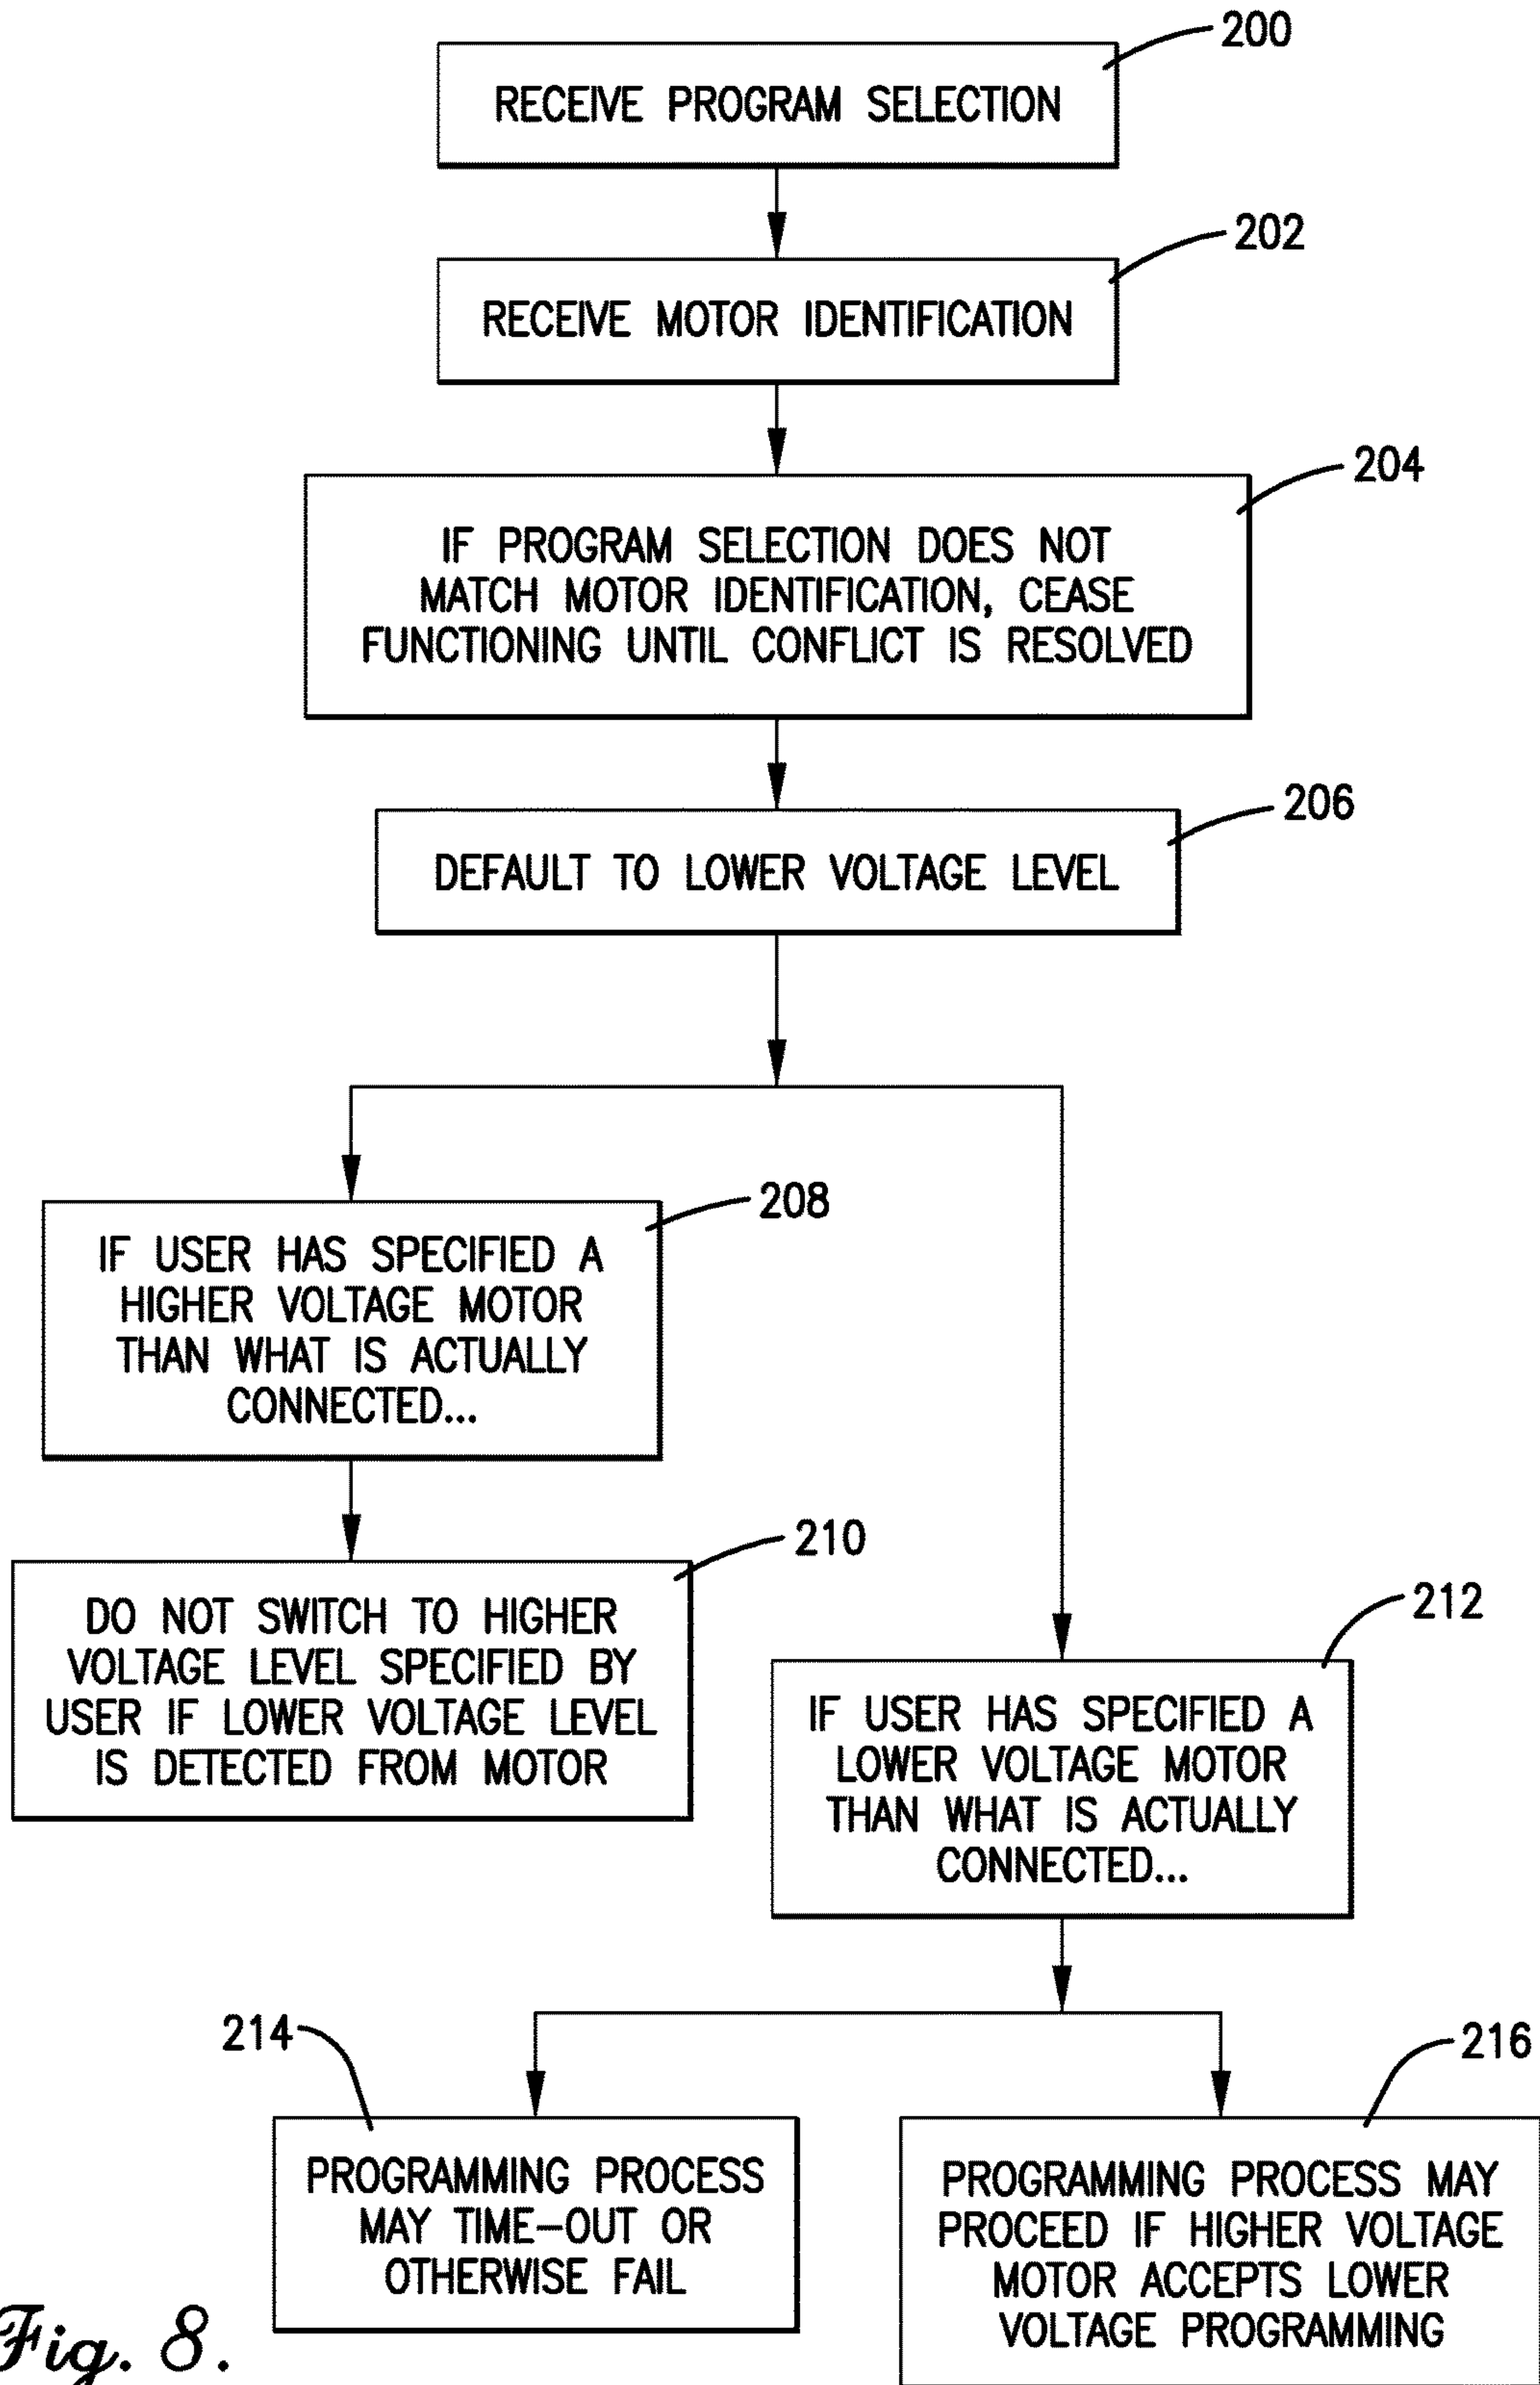 200
RECEIVE PROGRAM SELECTION
202
RECEIVE MOTOR IDENTIFICATION
204
IF PROGRAM SELECTION DOES NOT
MATCH MOTOR IDENTIFICATION, CEASE
FUNCTIONING UNTIL CONFLICT IS RESOLVED
206
DEFAULT TO LOWER VOLTAGE LEVEL
208
IF USER HAS SPECIFIED A
HIGHER VOLTAGE MOTOR
THAN WHAT IS ACTUALLY
CONNECTED...
210
DO NOT SWITCH TO HIGHER
VOLTAGE LEVEL SPECIFIED BY
USER IF LOWER VOLTAGE LEVEL
IS DETECTED FROM MOTOR
212
IF USER HAS SPECIFIED A
LOWER VOLTAGE MOTOR
THAN WHAT IS ACTUALLY
CONNECTED...
214
PROGRAMMING PROCESS
MAY TIME-OUT OR
OTHERWISE FAIL
216
PROGRAMMING PROCESS MAY
PROCEED IF HIGHER VOLTAGE
MOTOR ACCEPTS LOWER
VOLTAGE PROGRAMMING
Fig. 8.